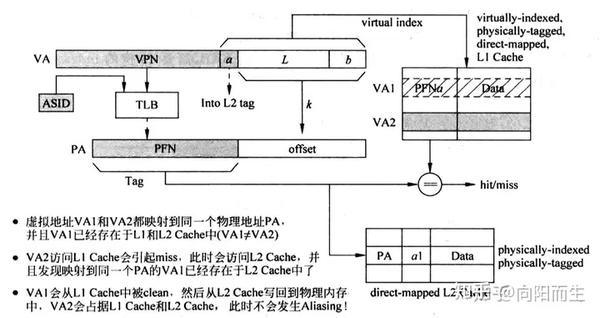 virtual index
virtually-indexed,
physically-tagged,
direct-mapped,
L1 Cache
VA
VPN
a
L
b
ASID
TLB
Into L2 tag
k
VA1
PFNa
Data
VA2
PA
PFN
offset
Tag
==
hit/miss
虚拟地址VA1和VA2都映射到同一个物理地址PA,
并且VA1已经存在于L1和L2 Cache中(VA1≠VA2)
VA2访问L1 Cache会引起miss, 此时会访问L2 Cache, 并
且发现映射到同一个PA的VA1已经存在于L2 Cache中了
VA1会从L1 Cache中被clean, 然后从L2 Cache写回到物理内存
中, VA2会占据L1 Cache和L2 Cache, 此时不会发生Aliasing!
PA
a1
Data
physically-indexed
physically-tagged
direct-mapped L2
知乎 @向阳而生